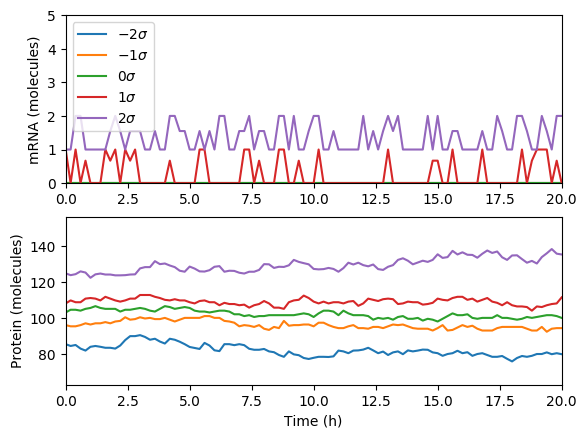 mRNA (molecules)
5
4
3
2
1
0
−2σ
−1σ
0σ
1σ
2σ
0.0 2.5 5.0 7.5 10.0 12.5 15.0 17.5 20.0
Protein (molecules)
140
120
100
80
0.0 2.5 5.0 7.5 10.0 12.5 15.0 17.5 20.0
Time (h)